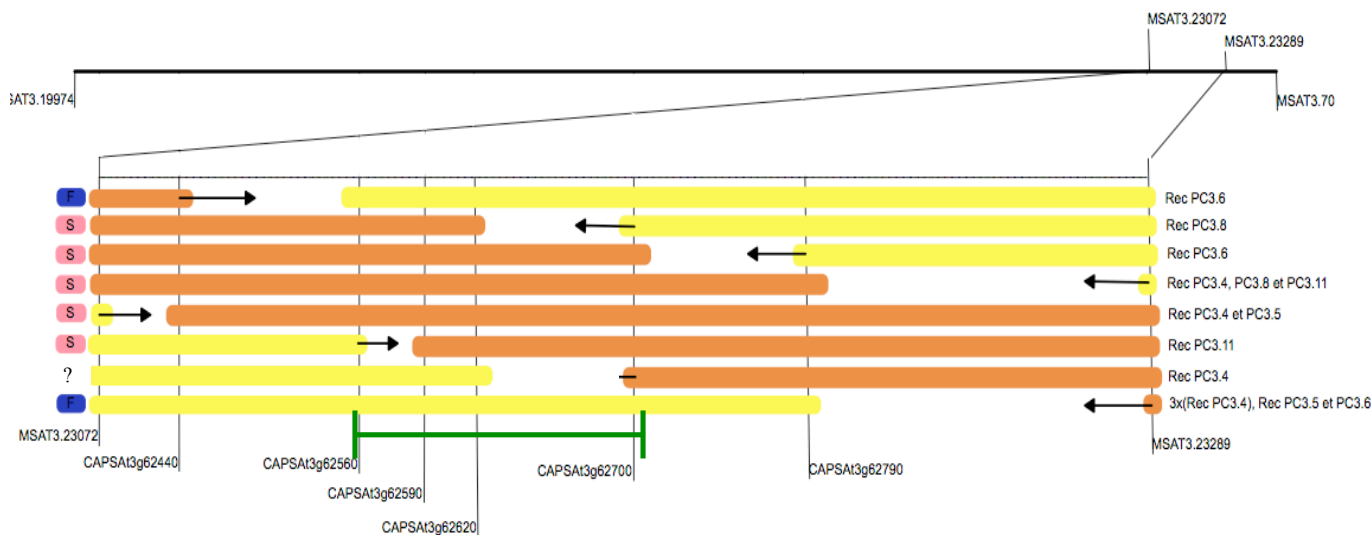 MSAT3.23072
MSAT3.23289
SAT3.19974
MSAT3.70
F
Rec PC3.6
S
Rec PC3.8
S
Rec PC3.6
S
Rec PC3.4, PC3.8 et PC3.11
S
Rec PC3.4 et PC3.5
S
Rec PC3.11
?
Rec PC3.4
F
3x(Rec PC3.4), Rec PC3.5 et PC3.6
MSAT3.23072
MSAT3.23289
CAPSAt3g62440
CAPSAt3g62560
CAPSAt3g62700
CAPSAt3g62790
CAPSAt3g62590
CAPSAt3g62620